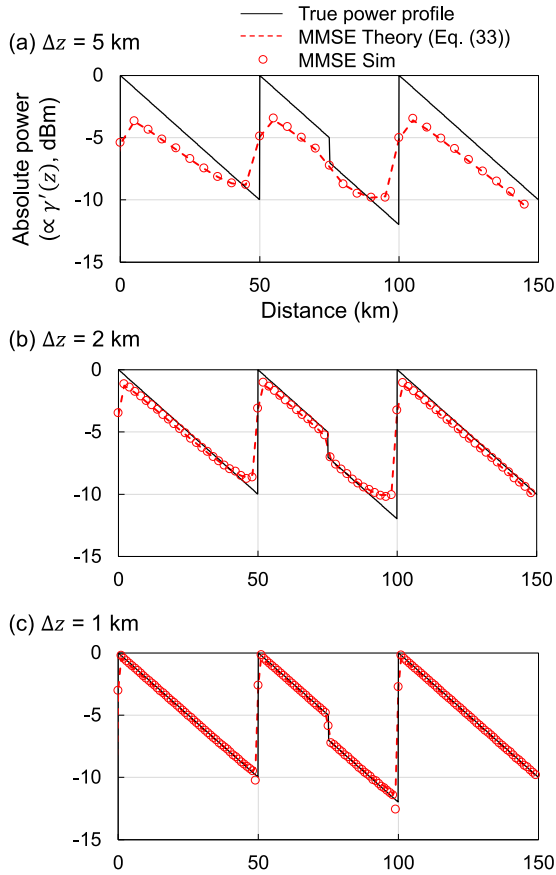 True power profile
MMSE Theory (Eq. (33))
MMSE Sim
(a) Δz = 5 km
Absolute power
(∝ γ′(z), dBm)
0
-5
-10
-15
0 50 100 150
Distance (km)
(b) Δz = 2 km
0
-5
-10
-15
0 50 100 150
(c) Δz = 1 km
0
-5
-10
-15
0 50 100 150